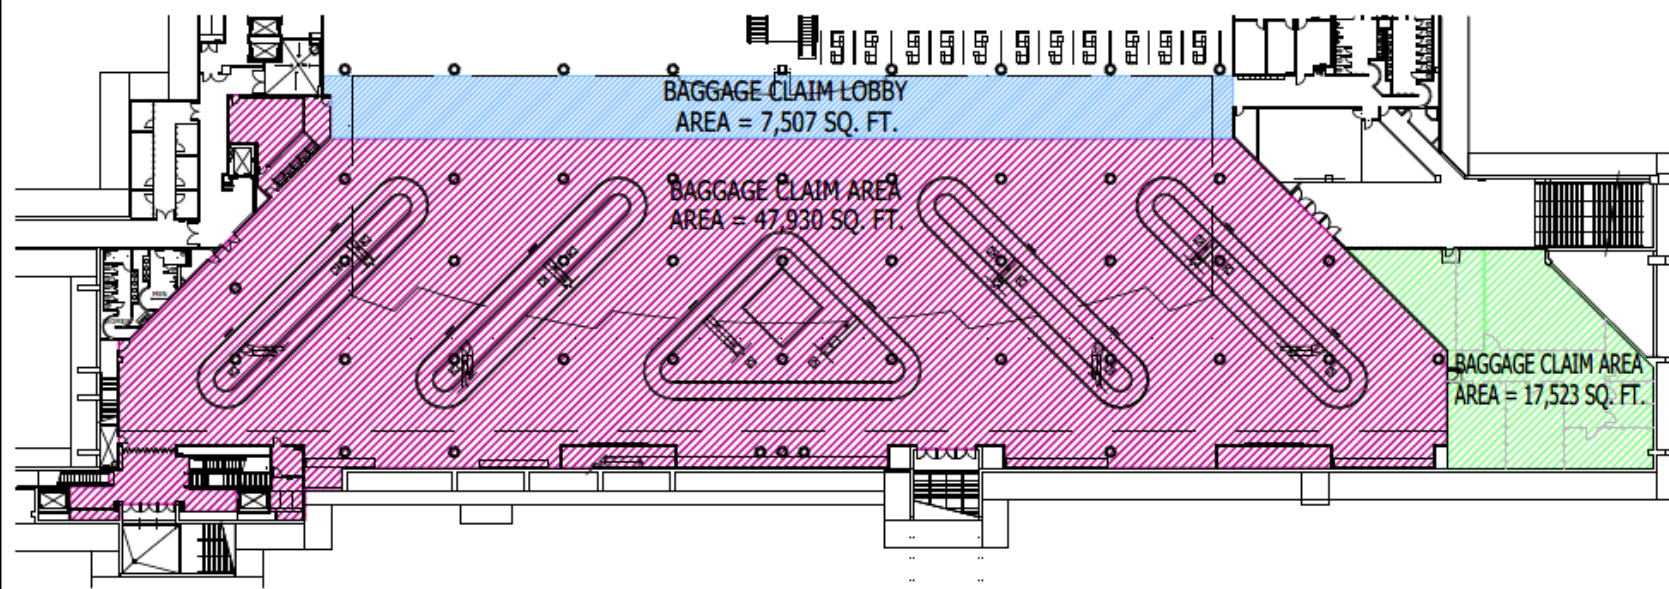 BAGGAGE CLAIM LOBBY
AREA = 7,507 SQ. FT.
BAGGAGE CLAIM AREA
AREA = 47,930 SQ. FT.
MEN
BAGGAGE CLAIM AREA
AREA = 17,523 SQ. FT.